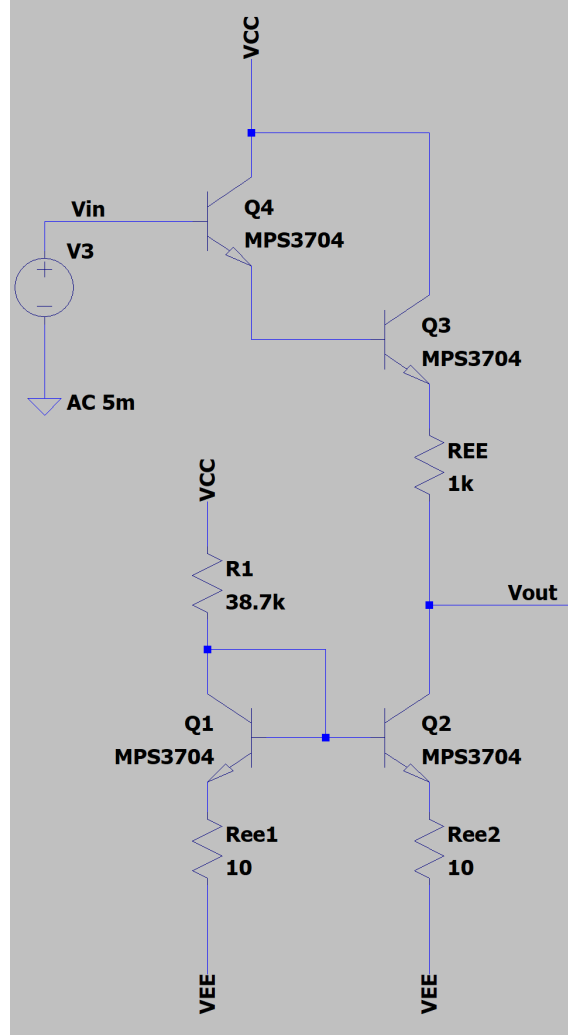 VCC
Vin
Q4
MPS3704
V3
AC 5m
Q3
MPS3704
REE
1k
VCC
R1
38.7k
Vout
Q1
MPS3704
Q2
MPS3704
Ree1
10
Ree2
10
VEE
VEE